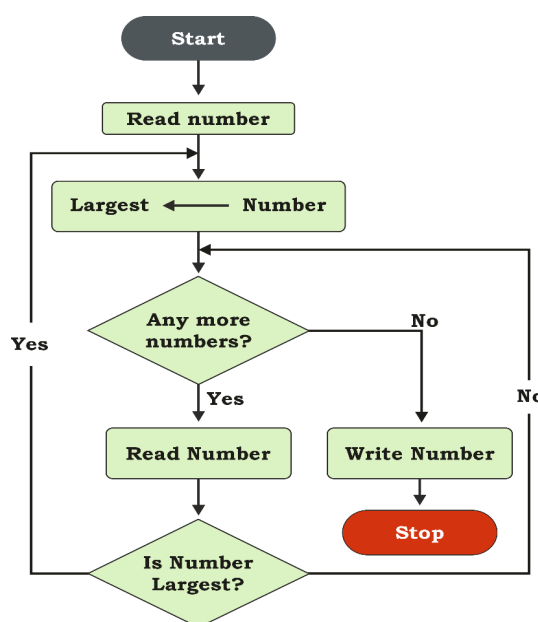 Start
Read number
Largest Number
Any more
numbers?
No
Yes
Yes
No
Read Number
Write Number
Stop
Is Number
Largest?